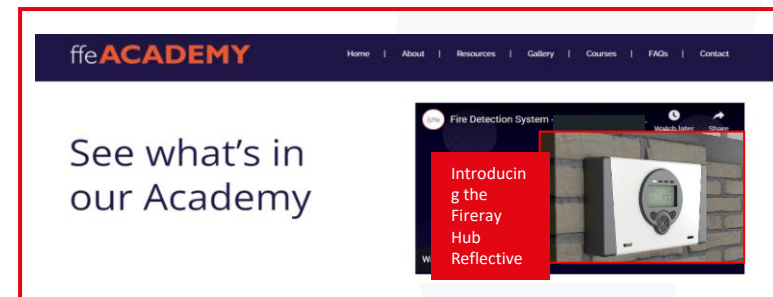 ffeACADEMY
Home | About | Resources | Gallery | Courses | FAQs | Contact
See what's in
our Academy
Fire Detection System -
Watch later
Share
Introducin
g the
Fireray
Hub
Reflective